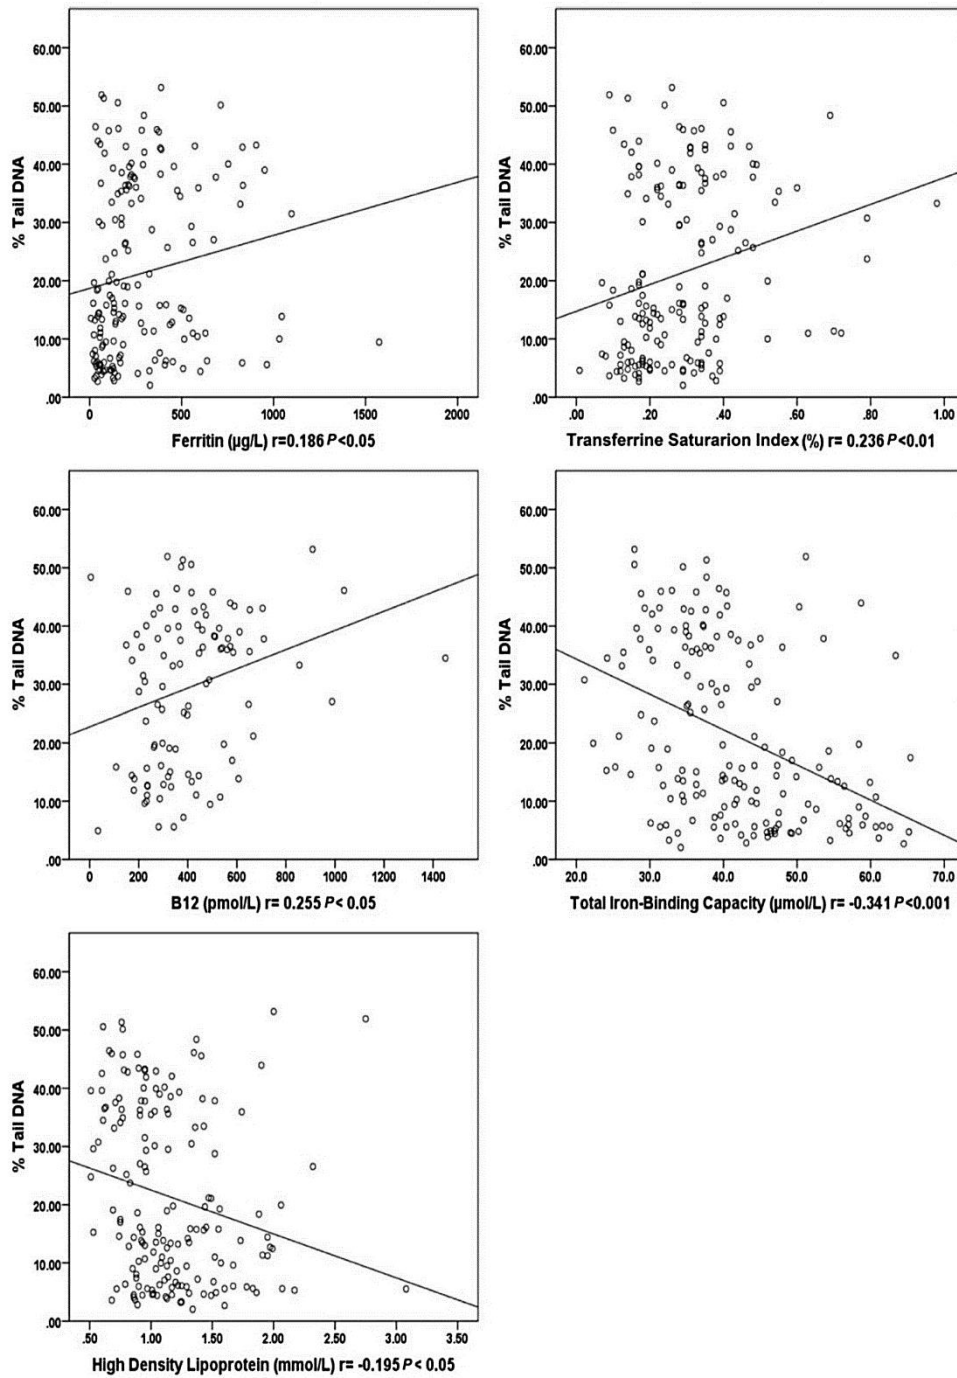 60.00
50.00
40.00
30.00
20.00
10.00
.00
% Tail DNA
0 500 1000 1500 2000
Ferritin (µg/L) r=0.186 P<0.05
60.00
50.00
40.00
30.00
20.00
10.00
.00
% Tail DNA
.00 .20 .40 .60 .80 1.00
Transferrine Saturarion Index (%) r= 0.236 P<0.01
60.00
50.00
40.00
30.00
20.00
10.00
.00
% Tail DNA
0 200 400 600 800 1000 1200 1400
B12 (pmol/L) r= 0.255 P< 0.05
60.00
50.00
40.00
30.00
20.00
10.00
.00
% Tail DNA
20.0 30.0 40.0 50.0 60.0 70.0
Total Iron-Binding Capacity (µmol/L) r= -0.341 P<0.001
60.00
50.00
40.00
30.00
20.00
10.00
.00
% Tail DNA
.50 1.00 1.50 2.00 2.50 3.00 3.50
High Density Lipoprotein (mmol/L) r= -0.195 P< 0.05